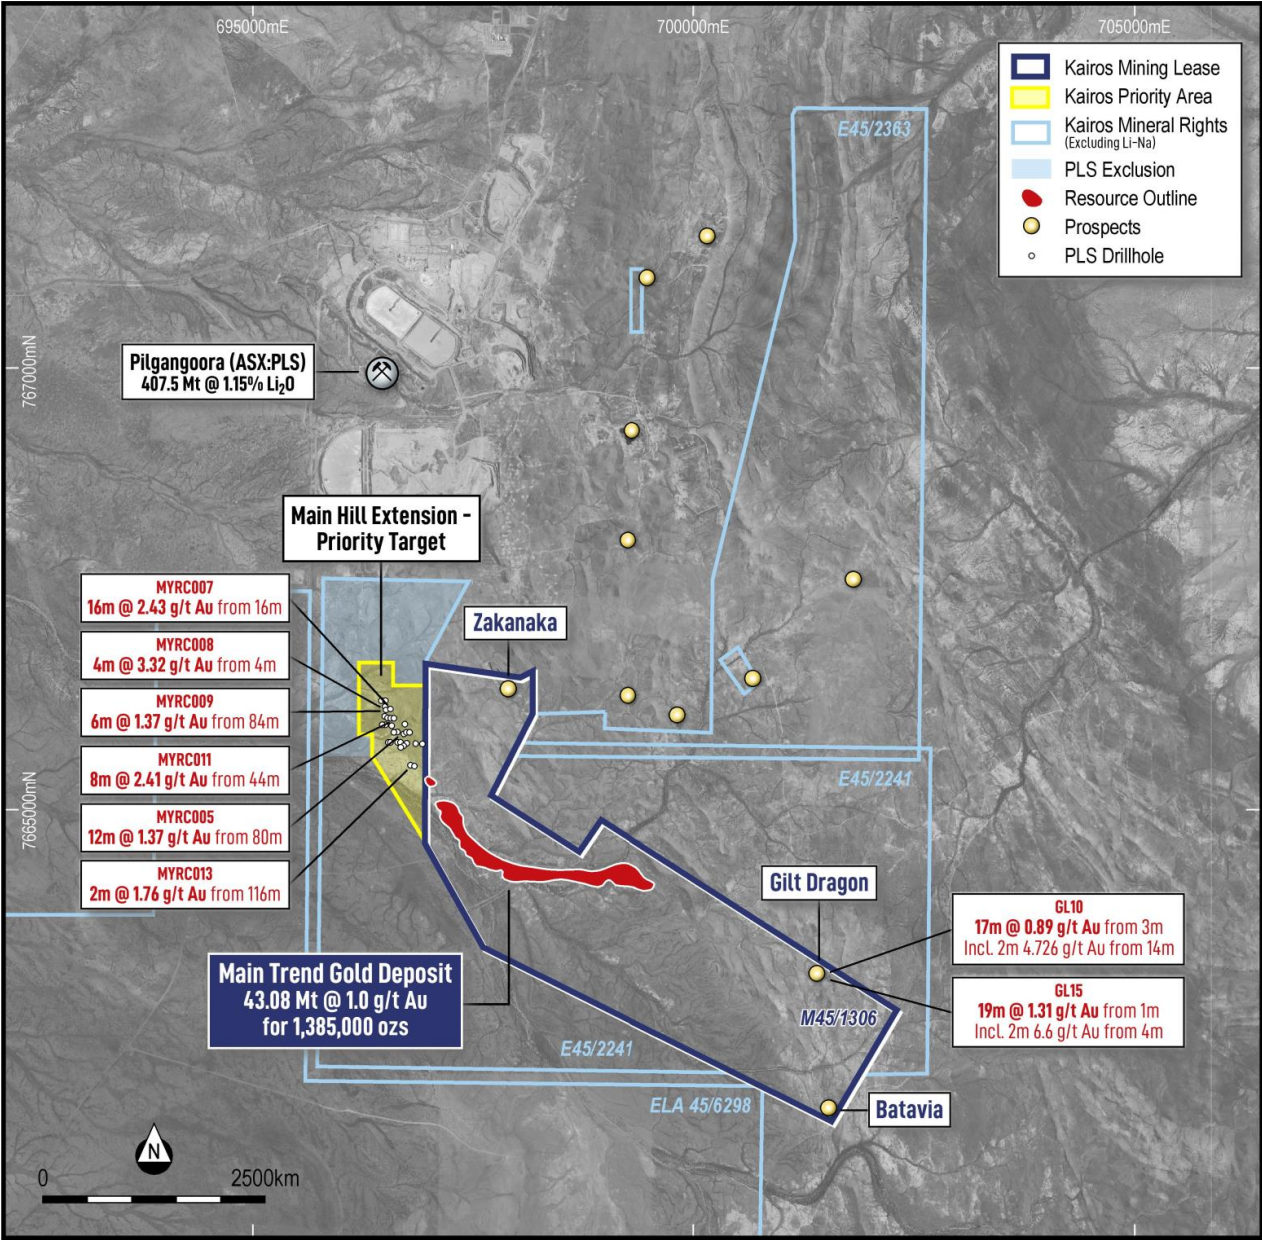 695000mE
700000mE
705000mE
Kairos Mining Lease
Kairos Priority Area
Kairos Mineral Rights
(Excluding Li-Na)
PLS Exclusion
Resource Outline
Prospects
PLS Drillhole
E45/2363
767000mN
Pilgangoora (ASX:PLS)
407.5 Mt @ 1.15% Li₂O
Main Hill Extension -
Priority Target
MYRC007
16m @ 2.43 g/t Au from 16m
MYRC008
4m @ 3.32 g/t Au from 4m
MYRC009
6m @ 1.37 g/t Au from 84m
MYRC011
8m @ 2.41 g/t Au from 44m
MYRC005
12m @ 1.37 g/t Au from 80m
MYRC013
2m @ 1.76 g/t Au from 116m
Zakanaka
E45/2241
7665000mN
Gilt Dragon
GL10
17m @ 0.89 g/t Au from 3m
Incl. 2m 4.726 g/t Au from 14m
GL15
19m @ 1.31 g/t Au from 1m
Incl. 2m 6.6 g/t Au from 4m
Main Trend Gold Deposit
43.08 Mt @ 1.0 g/t Au
for 1,385,000 ozs
M45/1306
E45/2241
ELA 45/6298
Batavia
N
0
2500km